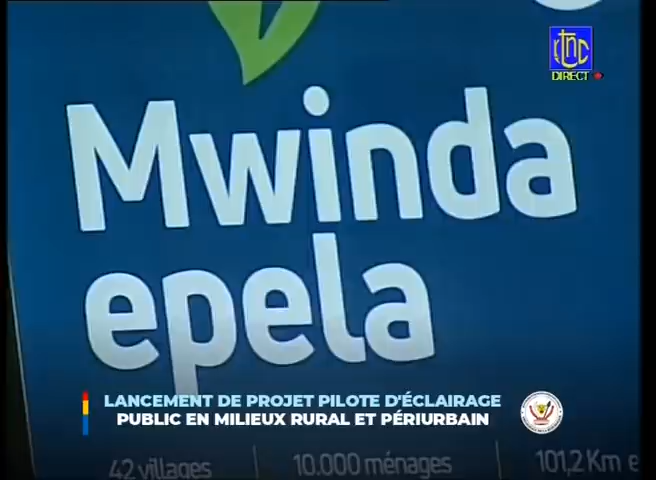 rtnc
DIRECT
Mwinda
epela
LANCEMENT DE PROJET PILOTE D'ÉCLAIRAGE
PUBLIC EN MILIEUX RURAL ET PÉRIURBAIN
42 villages
10.000 ménages
101,2 Km e